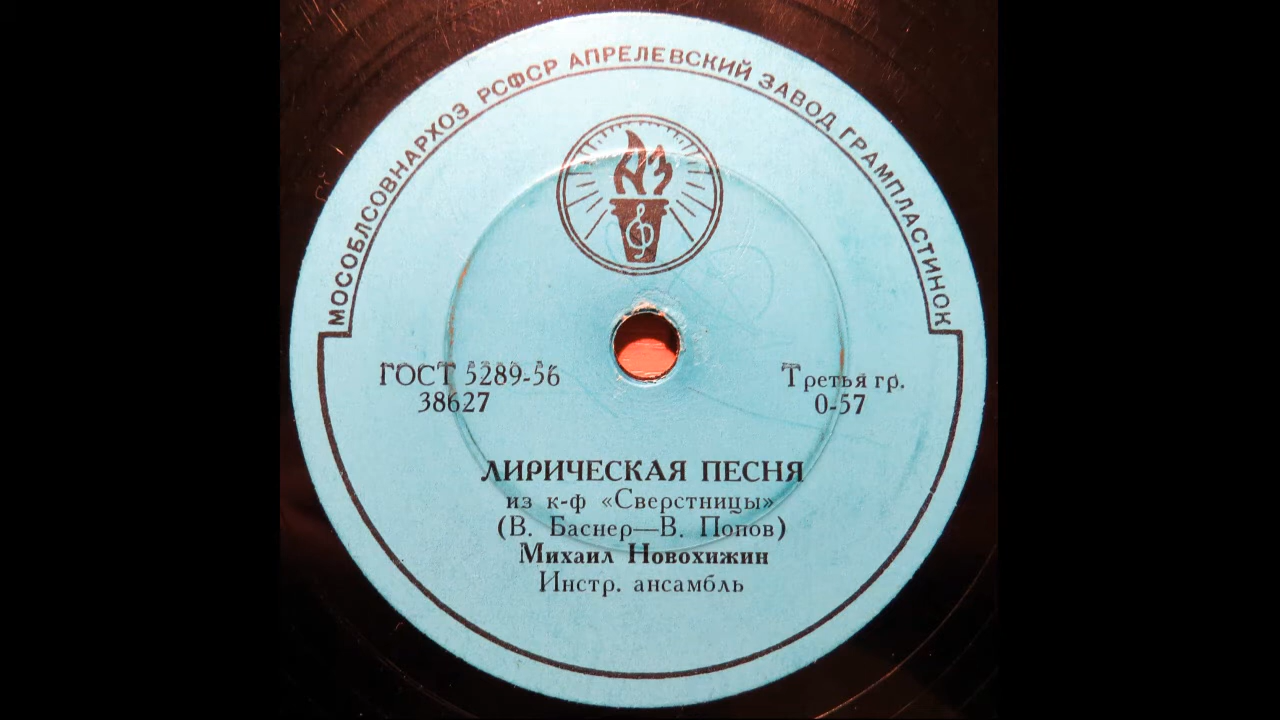 МОСОБЛСОВНАРХОЗ РСФСР АПРЕЛЕВСКИЙ ЗАВОД ГРАМПЛАСТИНОК
АЗ
ГОСТ 5289-56
38627
Третья гр.
0-57
ЛИРИЧЕСКАЯ ПЕСНЯ
из к-ф «Сверстницы»
(В. Баснер—В. Попов)
Михаил Новохижин
Инстр. ансамбль